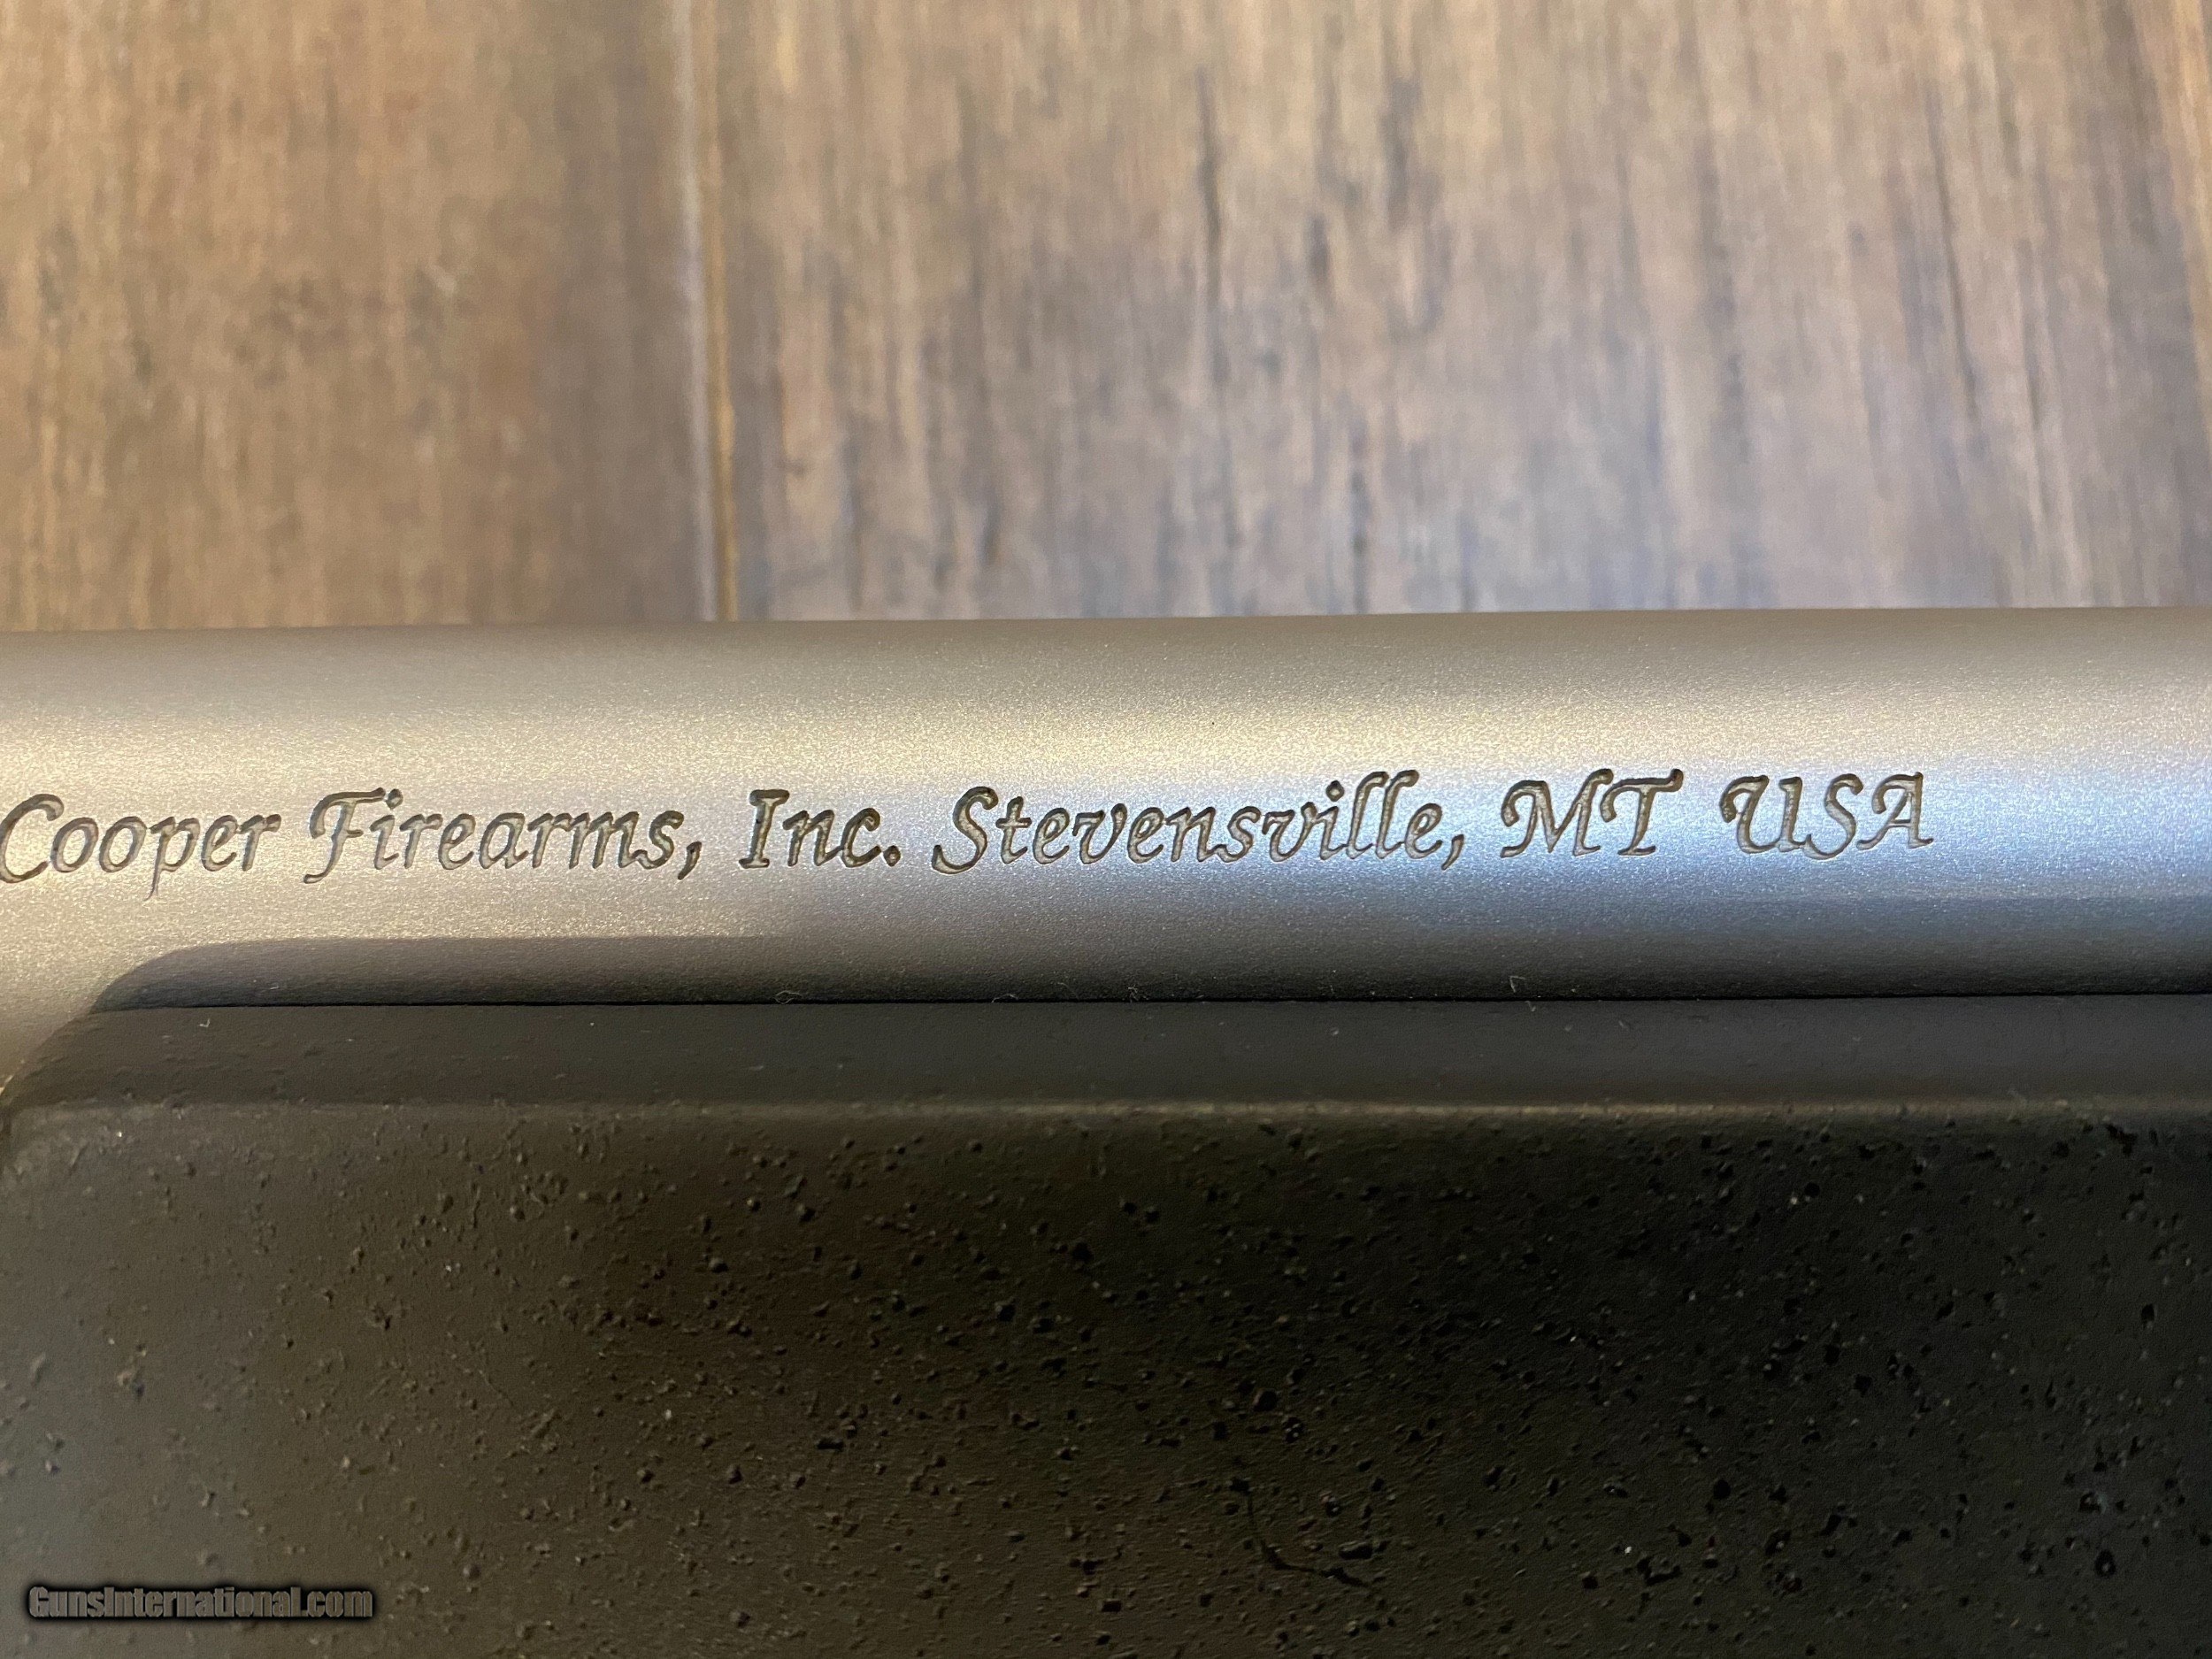 Cooper Firearms, Inc. Stevensville, MT USA
GunsInternational.com